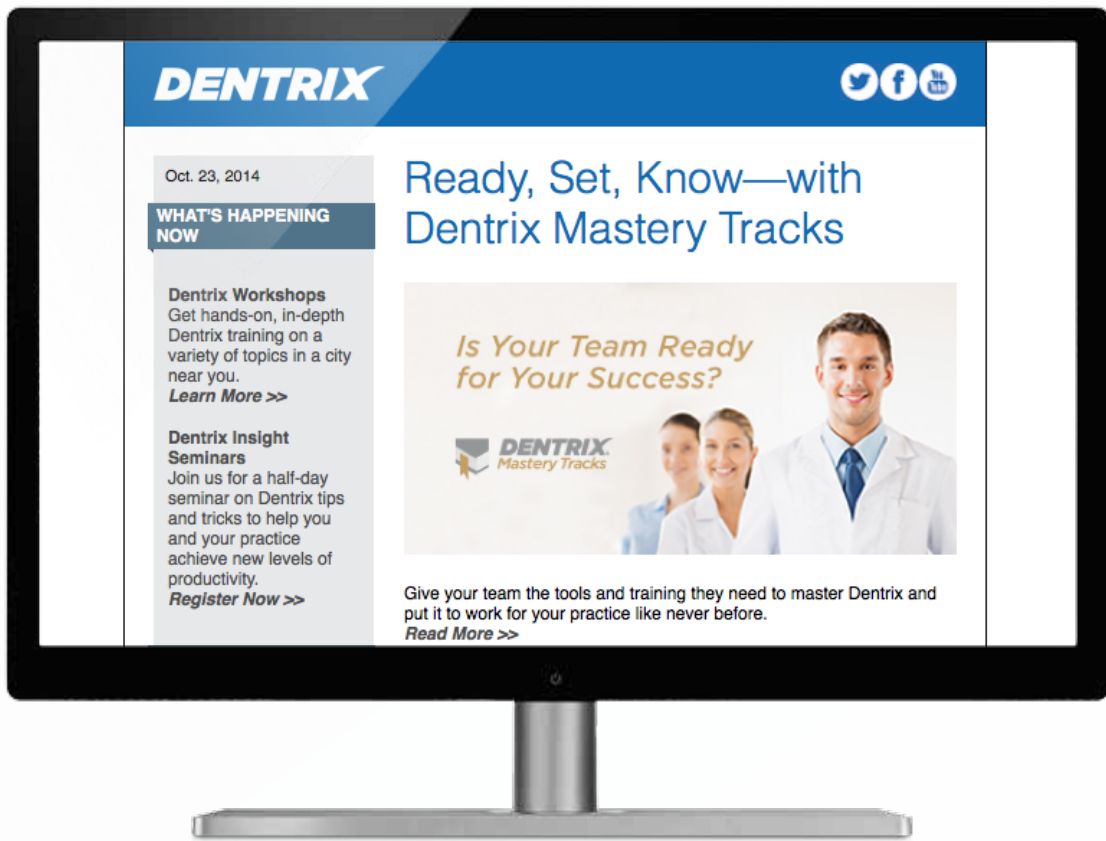 DENTRIX
You
Tube
Oct. 23, 2014
WHAT'S HAPPENING
NOW
Dentrix Workshops
Get hands-on, in-depth
Dentrix training on a
variety of topics in a city
near you.
Learn More >>
Dentrix Insight
Seminars
Join us for a half-day
seminar on Dentrix tips
and tricks to help you
and your practice
achieve new levels of
productivity.
Register Now >>
Ready, Set, Know—with
Dentrix Mastery Tracks
Is Your Team Ready
for Your Success?
DENTRIX
Mastery Tracks
Give your team the tools and training they need to master Dentrix and
put it to work for your practice like never before.
Read More >>